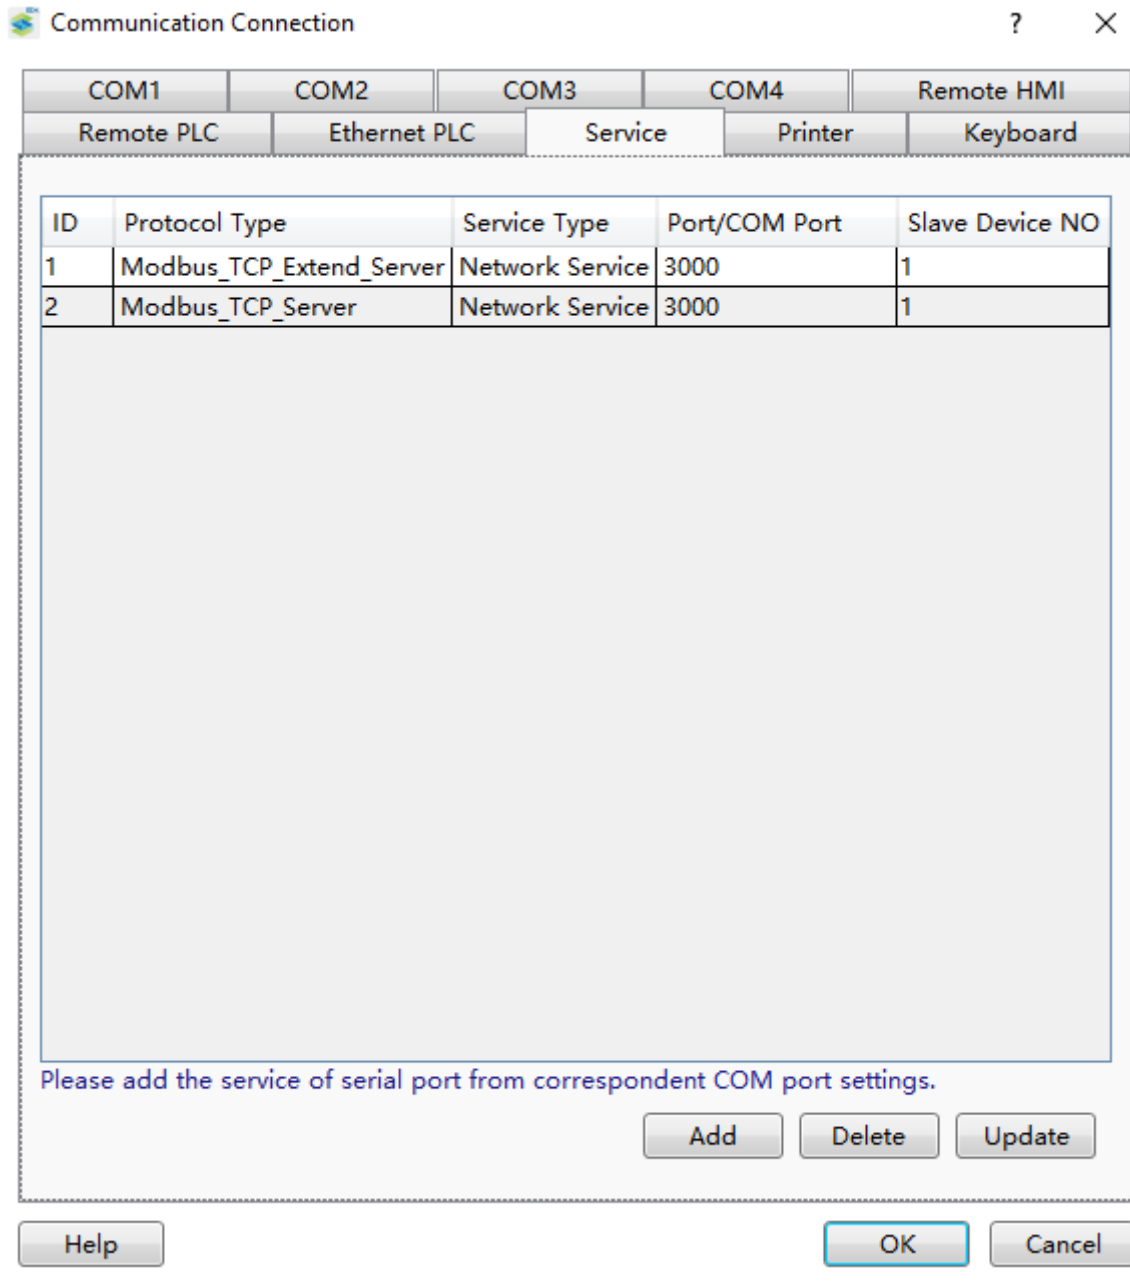 Communication Connection
COM1 COM2 COM3 COM4 Remote HMI
Remote PLC Ethernet PLC Service Printer Keyboard
ID Protocol Type Service Type Port/COM Port Slave Device NO
1 Modbus_TCP_Extend_Server Network Service 3000 1
2 Modbus_TCP_Server Network Service 3000 1
Please add the service of serial port from correspondent COM port settings.
Add Delete Update
Help OK Cancel